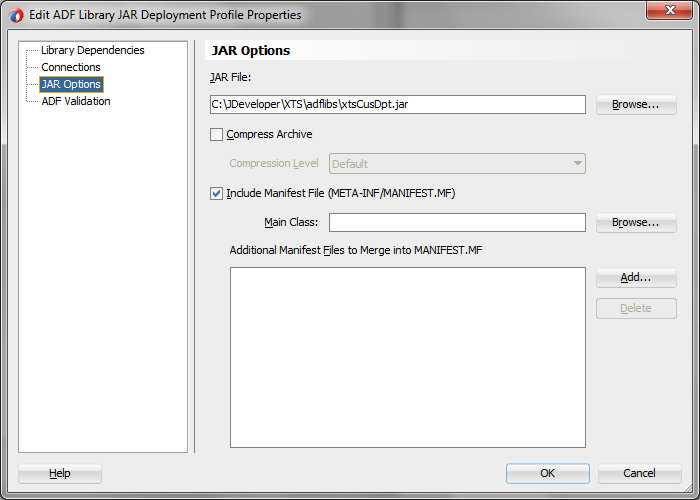 Edit ADF Library JAR Deployment Profile Properties
Library Dependencies
Connections
JAR Options
ADF Validation
JAR Options
JAR File:
C:\JDeveloper\XTS\adflibs\xtsCusDpt.jar
Browse...
Compress Archive
Compression Level
Default
Include Manifest File (META-INF/MANIFEST.MF)
Main Class:
Browse...
Additional Manifest Files to Merge into MANIFEST.MF
Add...
Delete
Help
OK
Cancel